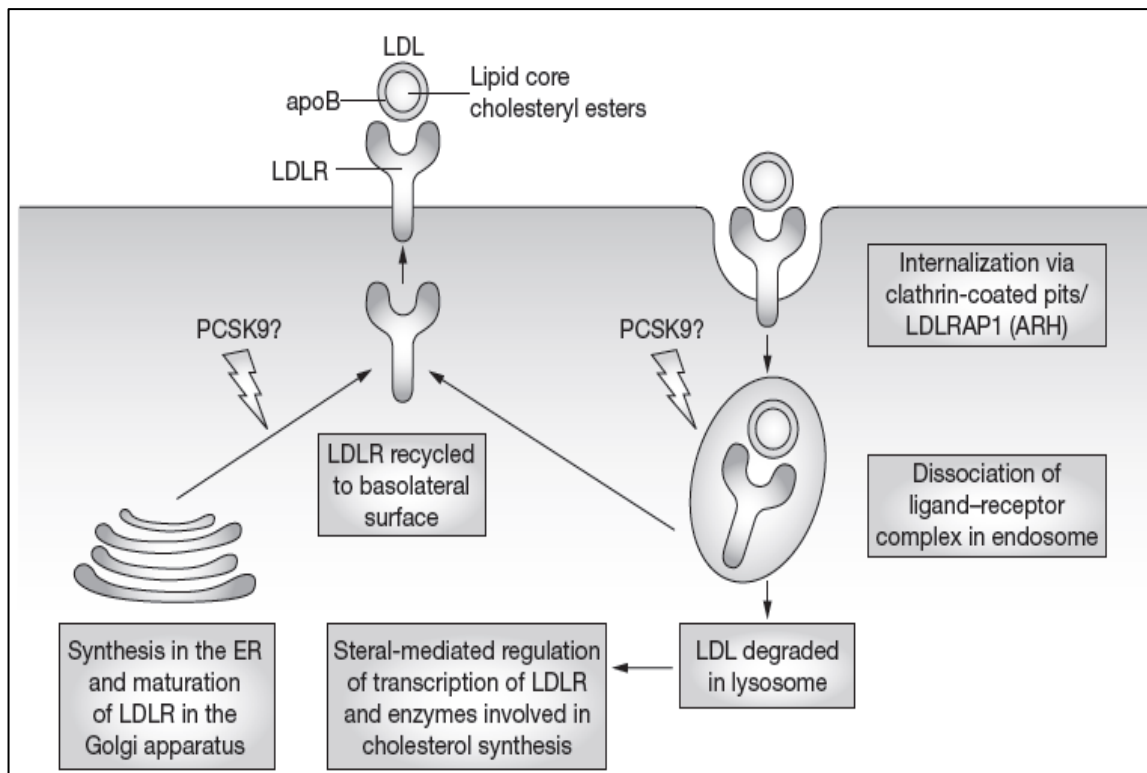 LDL
apoB
Lipid core
cholesteryl esters
LDLR
Internalization via
clathrin-coated pits/
LDLRAP1 (ARH)
PCSK9?
PCSK9?
LDLR recycled
to basolateral
surface
Dissociation of
ligand–receptor
complex in endosome
Synthesis in the ER
and maturation
of LDLR in the
Golgi apparatus
Steral-mediated regulation
of transcription of LDLR
and enzymes involved in
cholesterol synthesis
LDL degraded
in lysosome